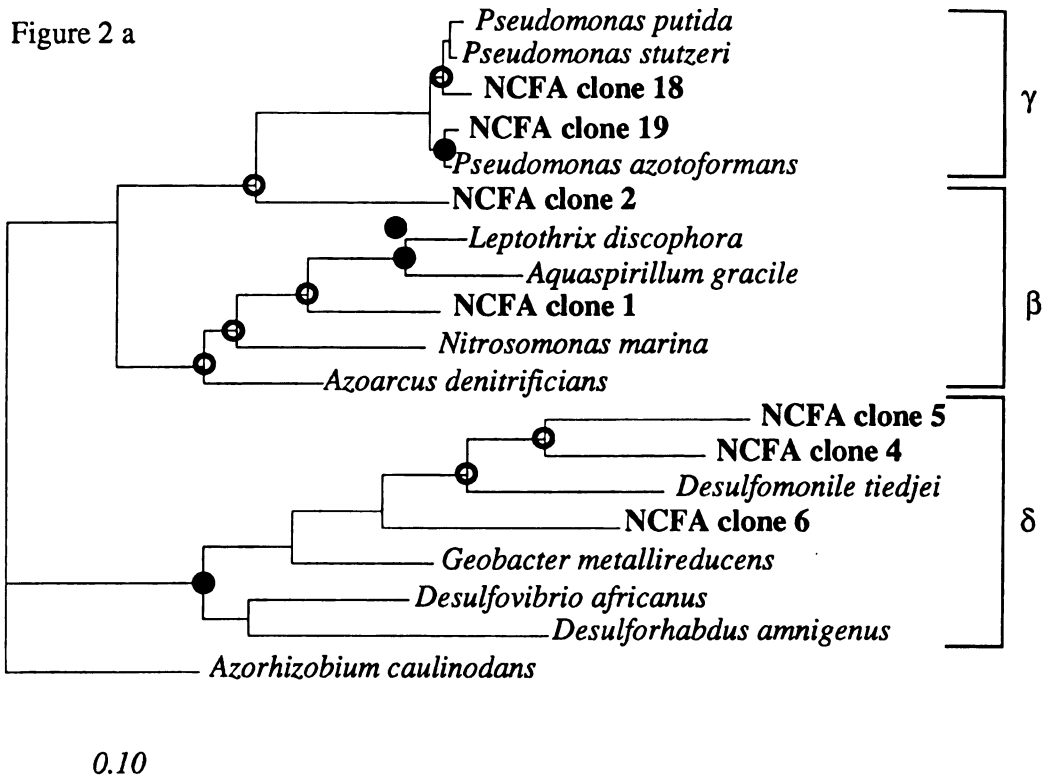 Figure 2 a
Pseudomonas putida
Pseudomonas stutzeri
NCFA clone 18
γ
NCFA clone 19
Pseudomonas azotoformans
NCFA clone 2
Leptothrix discophora
Aquaspirillum gracile
NCFA clone 1
β
Nitrosomonas marina
Azoarcus denitrificians
NCFA clone 5
NCFA clone 4
Desulfomonile tiedjei
NCFA clone 6
δ
Geobacter metallireducens
Desulfovibrio africanus
Desulforhabdus amnigenus
Azorhizobium caulinodans
0.10